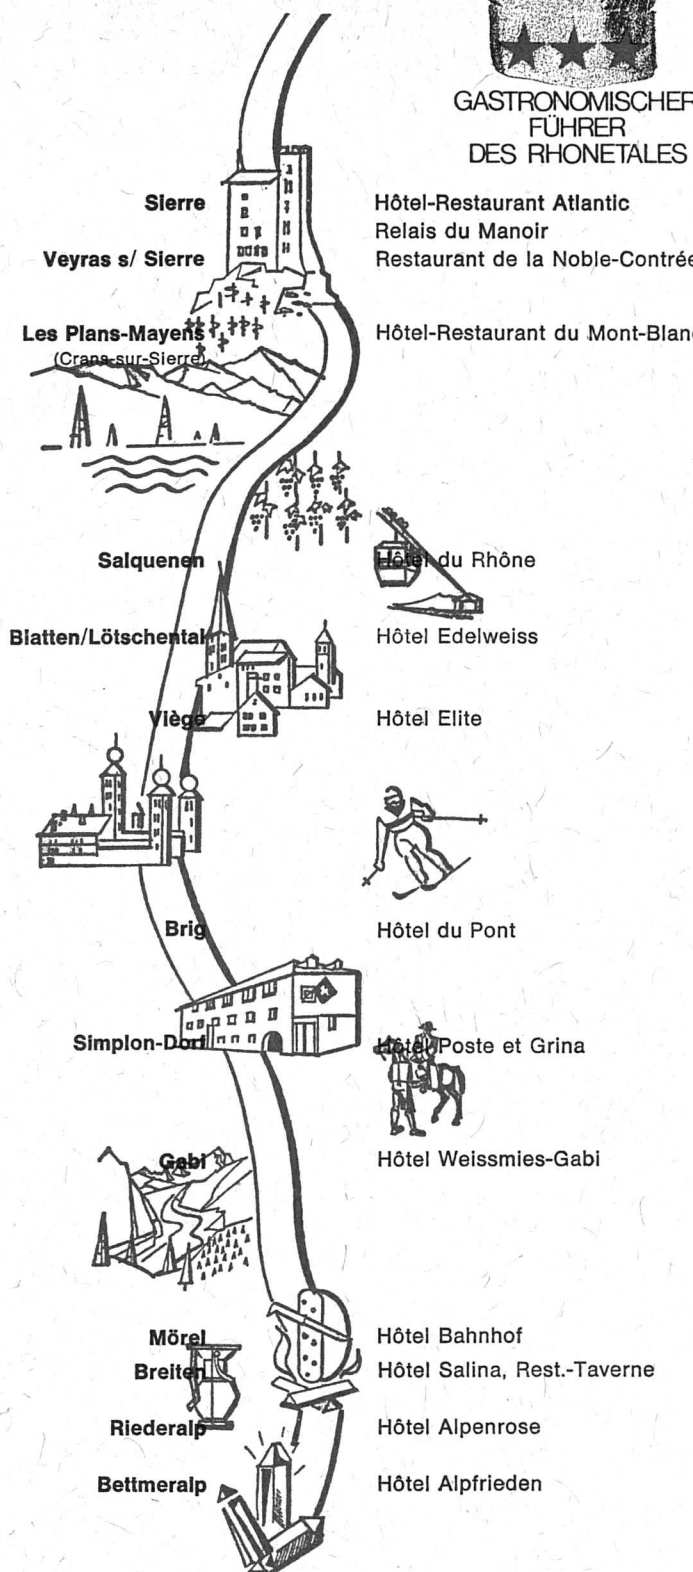 GASTRONOMISCHER
FÜHRER
DES RHONETALES
Sierre Hôtel-Restaurant Atlantic
Relais du Manoir
Veyras s/ Sierre Restaurant de la Noble-Contrée
Les Plans-Mayens Hôtel-Restaurant du Mont-Blanc
(Crans-sur-Sierre)
Salquenen Hôtel du Rhône
Blatten/Lötschental Hôtel Edelweiss
Viège Hôtel Elite
Brig Hôtel du Pont
Simplon-Dorf Hôtel Poste et Grina
Gabi Hôtel Weissmies-Gabi
Mörel Hôtel Bahnhof
Breiten Hôtel Salina, Rest.-Taverne
Riederalp Hôtel Alpenrose
Bettmeralp Hôtel Alpfrieden